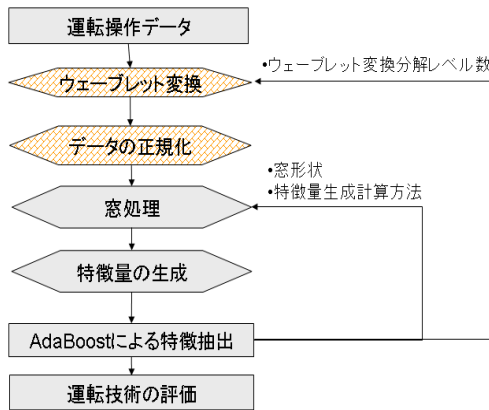 運転操作データ
•ウェーブレット変換分解レベル数
ウェーブレット変換
データの正規化
•窓形状
•特徴量生成計算方法
窓処理
特徴量の生成
AdaBoostによる特徴抽出
運転技術の評価